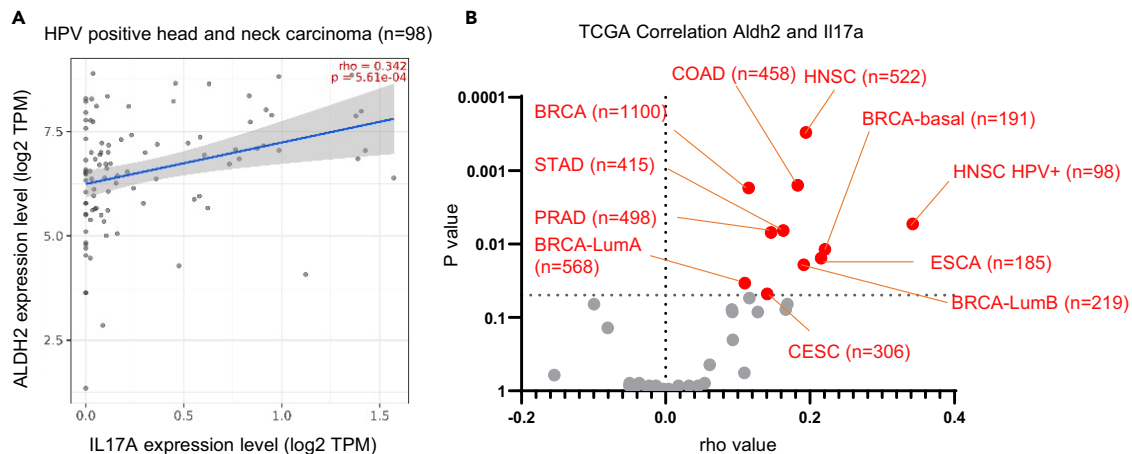 A
HPV positive head and neck carcinoma (n=98)
rho = 0.342
p = 5.61e-04
ALDH2 expression level (log2 TPM)
7.5
5.0
2.5
0.0
0.5
1.0
1.5
IL17A expression level (log2 TPM)
B
TCGA Correlation Aldh2 and Il17a
COAD (n=458)
HNSC (n=522)
BRCA (n=1100)
BRCA-basal (n=191)
STAD (n=415)
HNSC HPV+ (n=98)
PRAD (n=498)
BRCA-LumA
(n=568)
ESCA (n=185)
BRCA-LumB (n=219)
CESC (n=306)
P value
0.0001
0.001
0.01
0.1
1
-0.2
0.0
0.2
0.4
rho value